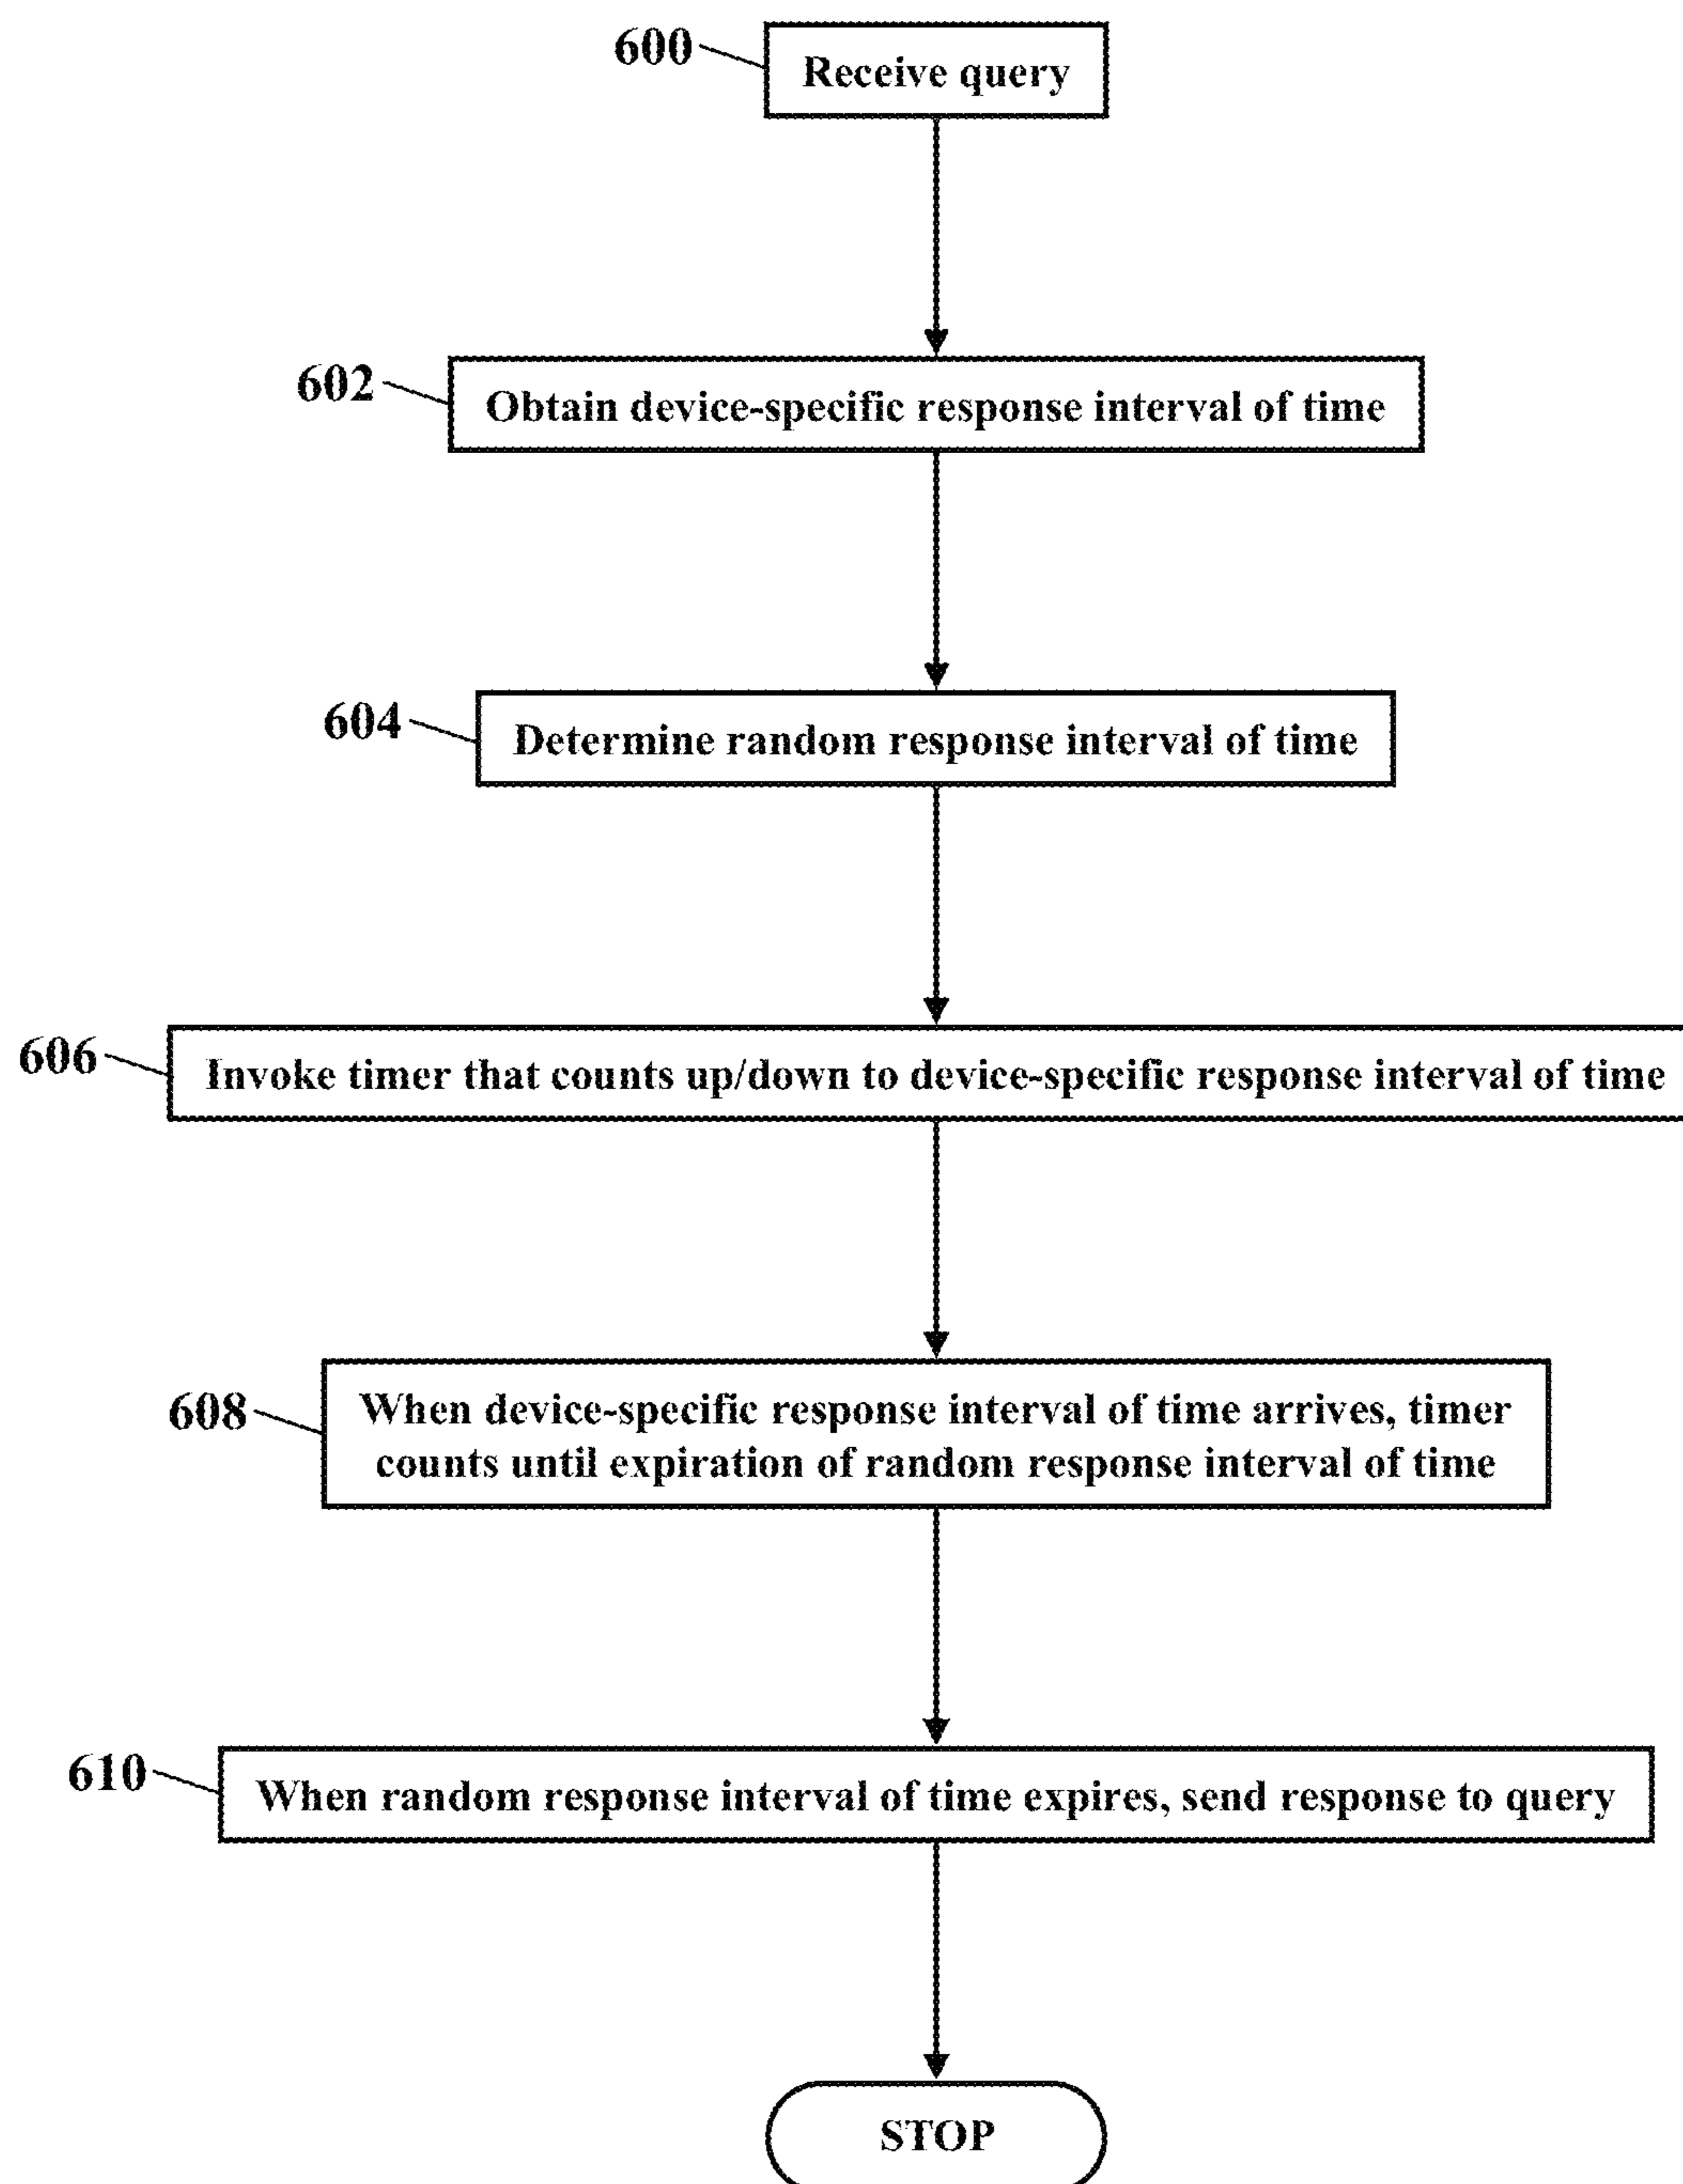 600
Receive query
602
Obtain device-specific response interval of time
604
Determine random response interval of time
606
Invoke timer that counts up/down to device-specific response interval of time
608
When device-specific response interval of time arrives, timer
counts until expiration of random response interval of time
610
When random response interval of time expires, send response to query
STOP